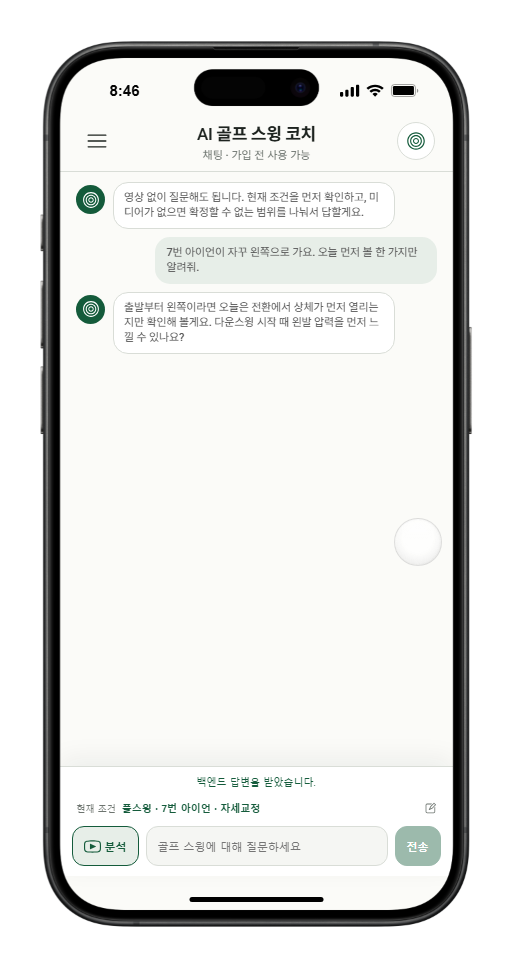 8:46
AI 골프 스윙 코치
채팅 · 가입 전 사용 가능
영상 없이 질문해도 됩니다. 현재 조건을 먼저 확인하고, 미
디어가 없으면 확정할 수 없는 범위를 나눠서 답할게요.
7번 아이언이 자꾸 왼쪽으로 가요. 오늘 먼저 볼 한 가지만
알려줘.
출발부터 왼쪽이라면 오늘은 전환에서 상체가 먼저 열리는
지만 확인해 볼게요. 다운스윙 시작 때 왼발 압력을 먼저 느
낄 수 있나요?
백엔드 답변을 받았습니다.
현재 조건 풀스윙 · 7번 아이언 · 자세교정
분석
골프 스윙에 대해 질문하세요
전송